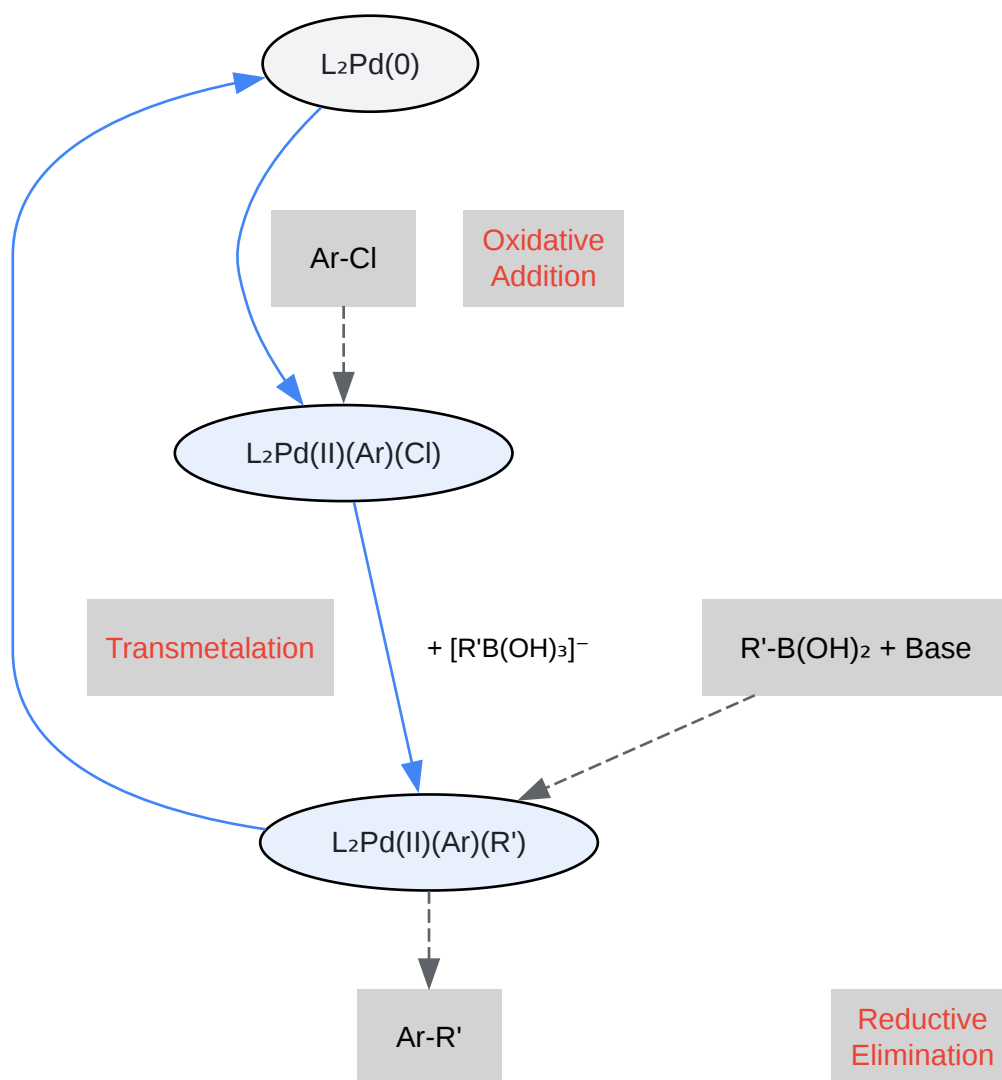 L₂Pd(0)
Ar-Cl
Oxidative
Addition
L₂Pd(II)(Ar)(Cl)
Transmetalation
+ [R'B(OH)₃]⁻
R'-B(OH)₂ + Base
L₂Pd(II)(Ar)(R')
Ar-R'
Reductive
Elimination